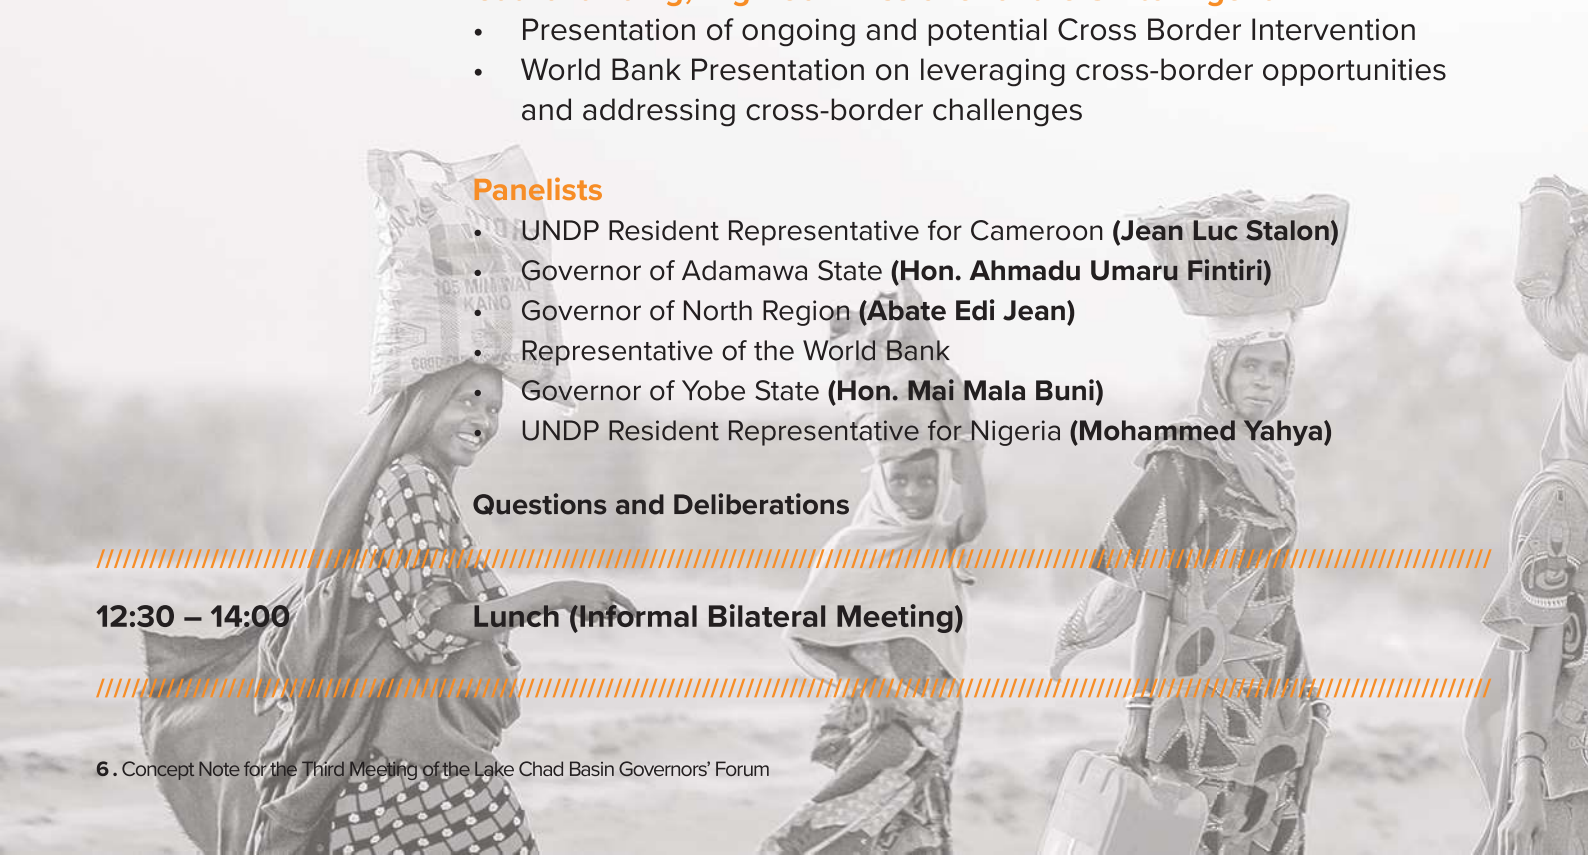 • Presentation of ongoing and potential Cross Border Intervention
• World Bank Presentation on leveraging cross-border opportunities
and addressing cross-border challenges
Panelists
• UNDP Resident Representative for Cameroon (Jean Luc Stalon)
• Governor of Adamawa State (Hon. Ahmadu Umaru Fintiri)
• Governor of North Region (Abate Edi Jean)
• Representative of the World Bank
• Governor of Yobe State (Hon. Mai Mala Buni)
• UNDP Resident Representative for Nigeria (Mohammed Yahya)
Questions and Deliberations
12:30 – 14:00 Lunch (Informal Bilateral Meeting)
6 . Concept Note for the Third Meeting of the Lake Chad Basin Governors’ Forum
105 MIN WAY
KANO